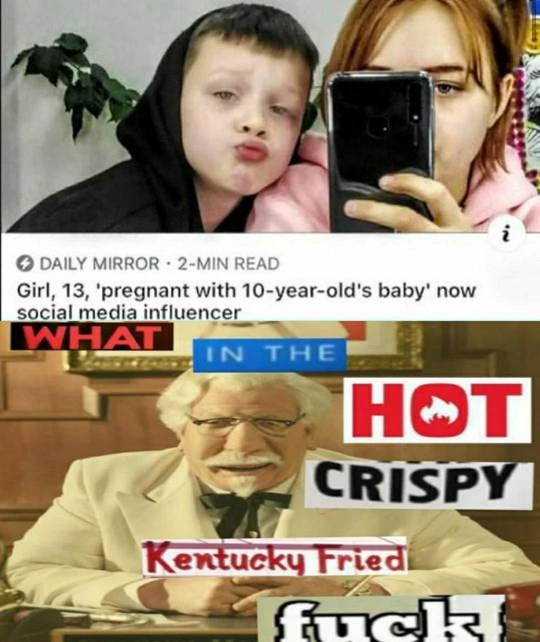 DAILY MIRROR · 2-MIN READ
Girl, 13, 'pregnant with 10-year-old's baby' now
social media influencer
WHAT
IN THE
HOT
CRISPY
Kentucky Fried
fuck!